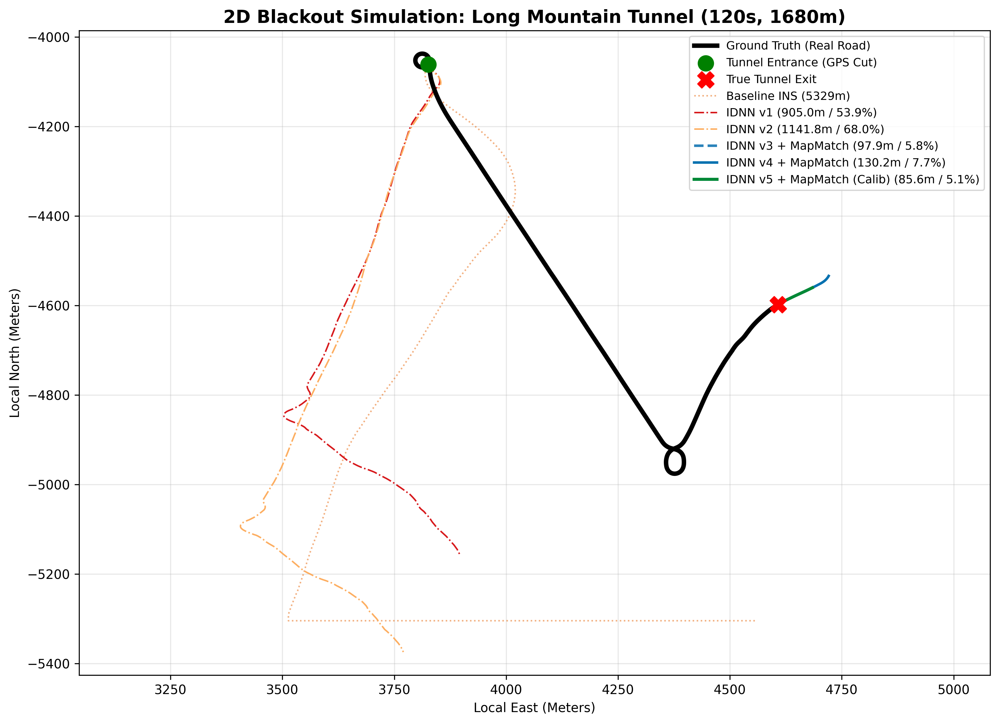 2D Blackout Simulation: Long Mountain Tunnel (120s, 1680m)
Ground Truth (Real Road)
Tunnel Entrance (GPS Cut)
True Tunnel Exit
Baseline INS (5329m)
IDNN v1 (905.0m / 53.9%)
IDNN v2 (1141.8m / 68.0%)
IDNN v3 + MapMatch (97.9m / 5.8%)
IDNN v4 + MapMatch (130.2m / 7.7%)
IDNN v5 + MapMatch (Calib) (85.6m / 5.1%)
Local North (Meters)
−4000
−4200
−4400
−4600
−4800
−5000
−5200
−5400
3250 3500 3750 4000 4250 4500 4750 5000
Local East (Meters)